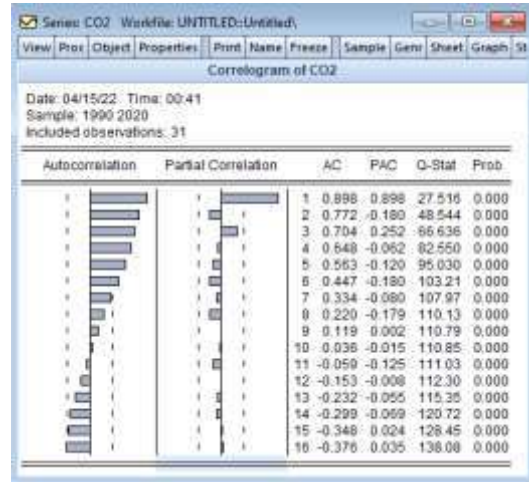 Series: CO2 Workfile: UNTITLED::Untitled\
View Proc Object Properties Print Name Freeze Sample Genr Sheet Graph St
Correlogram of CO2
Date: 04/15/22 Time: 00:41
Sample: 1990 2020
Included observations: 31
Autocorrelation Partial Correlation AC PAC Q-Stat Prob
1 0.898 0.898 27.516 0.000
2 0.772 -0.180 48.544 0.000
3 0.704 0.252 66.636 0.000
4 0.648 -0.062 82.550 0.000
5 0.563 -0.120 95.030 0.000
6 0.447 -0.180 103.21 0.000
7 0.334 -0.080 107.97 0.000
8 0.220 -0.179 110.13 0.000
9 0.119 0.002 110.79 0.000
10 0.036 -0.015 110.85 0.000
11 -0.059 -0.125 111.03 0.000
12 -0.153 -0.008 112.30 0.000
13 -0.232 -0.055 115.35 0.000
14 -0.299 -0.069 120.72 0.000
15 -0.348 0.024 128.45 0.000
16 -0.376 0.035 138.08 0.000